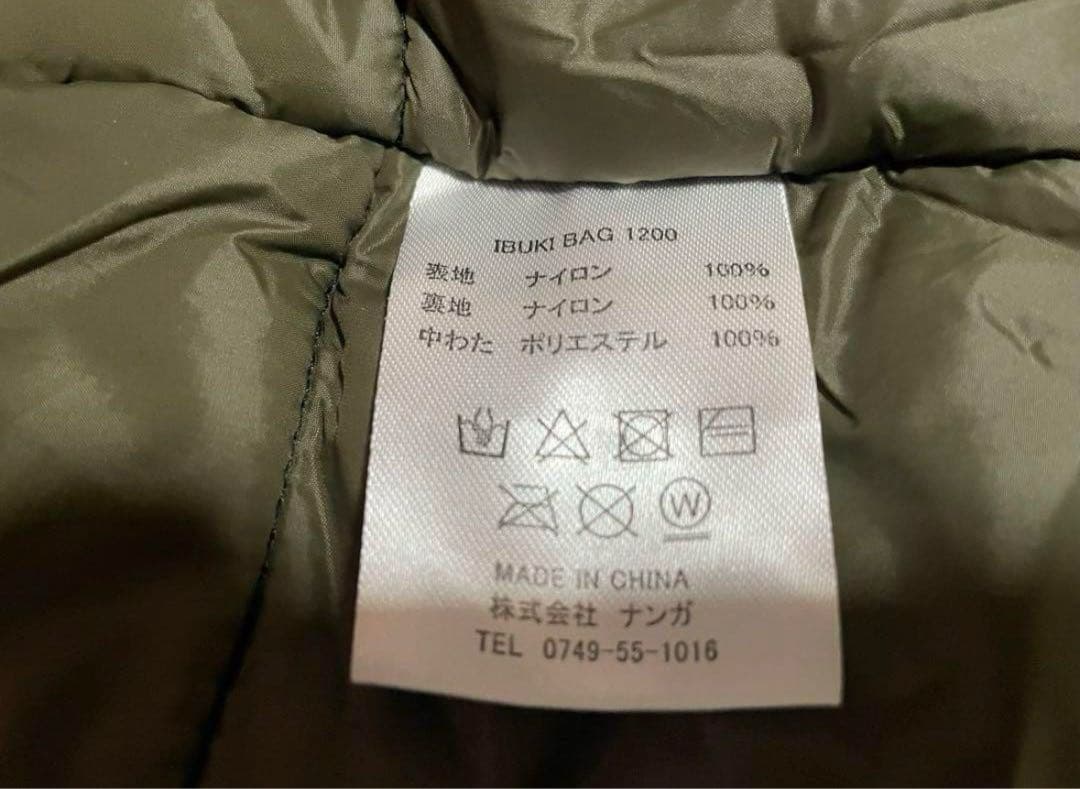 IBUKI BAG 1200
表地 ナイロン 100%
裏地 ナイロン 100%
中わた ポリエステル 100%
W
MADE IN CHINA
株式会社 ナンガ
TEL 0749-55-1016